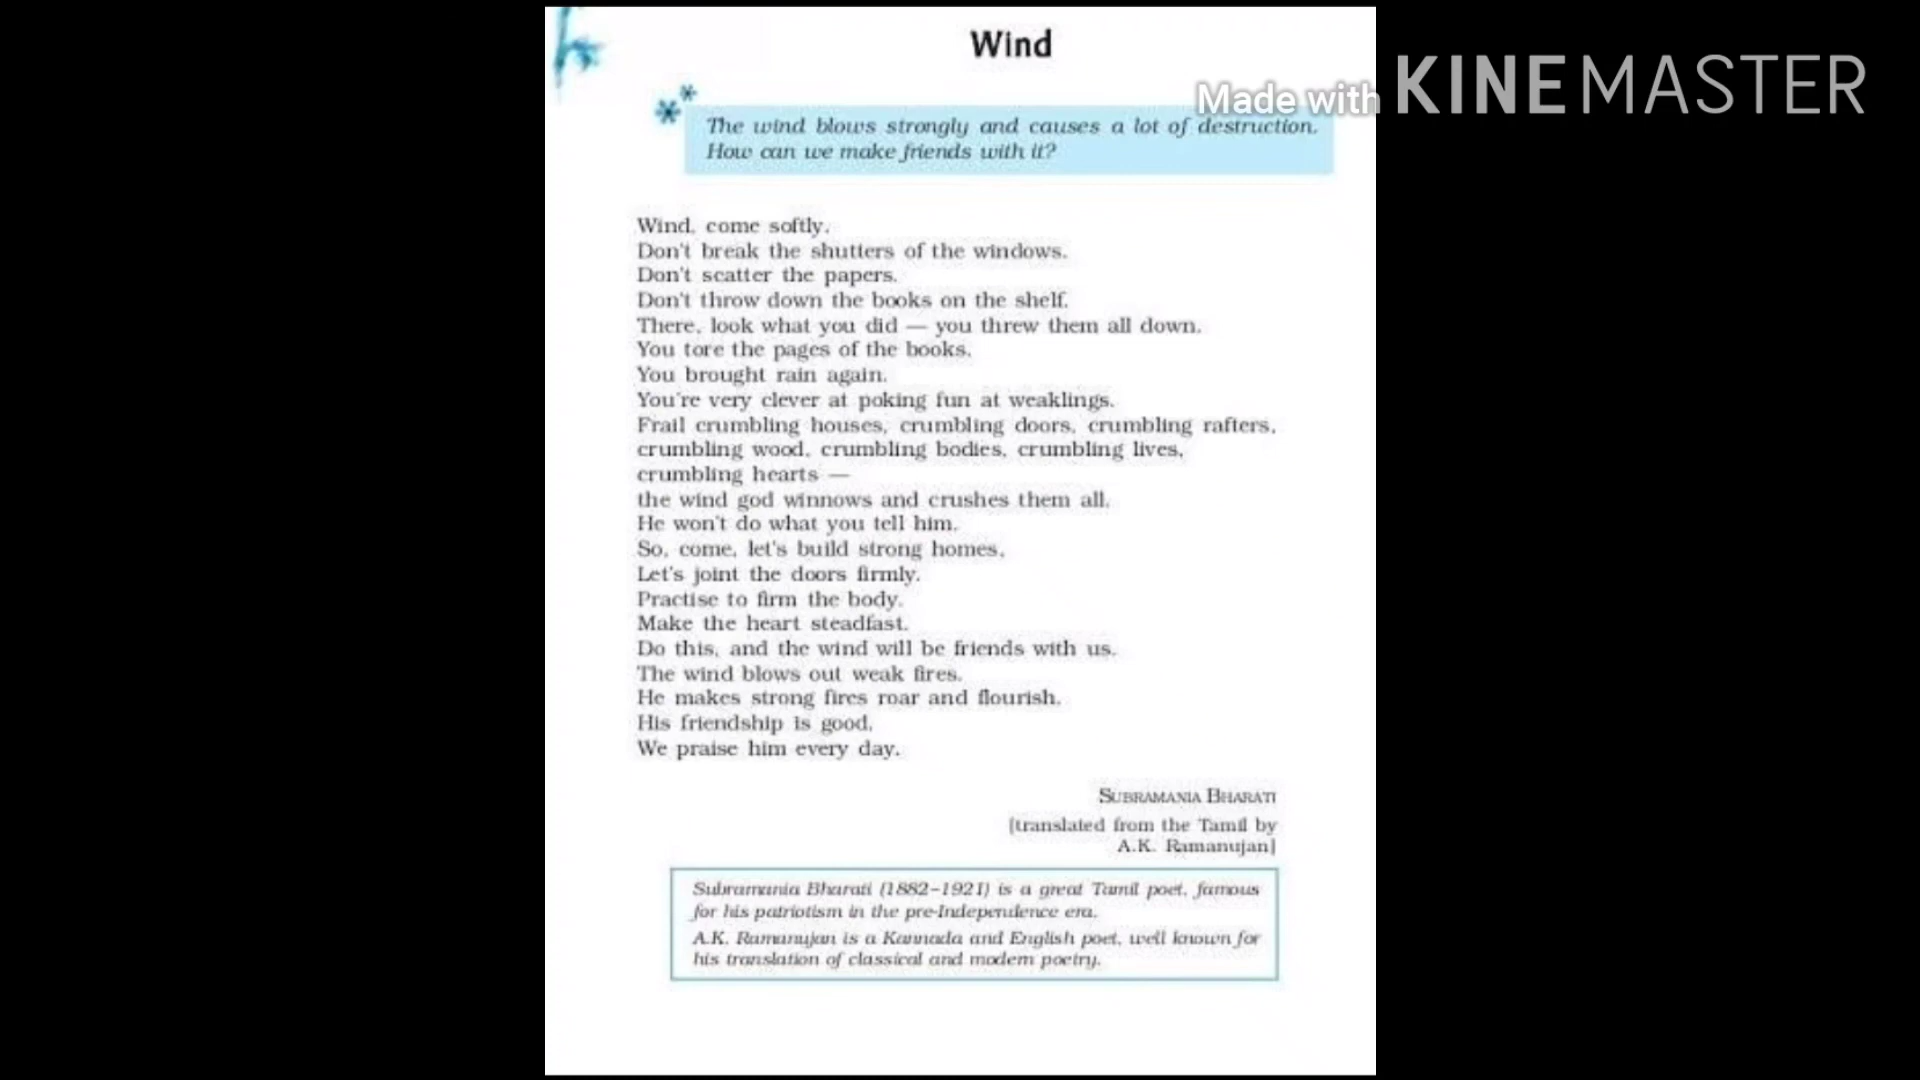 Wind
Made with KINEMASTER
The wind blows strongly and causes a lot of destruction.
How can we make friends with it?
Wind, come softly.
Don't break the shutters of the windows.
Don't scatter the papers.
Don't throw down the books on the shelf.
There, look what you did — you threw them all down.
You tore the pages of the books.
You brought rain again.
You're very clever at poking fun at weaklings.
Frail crumbling houses, crumbling doors, crumbling rafters,
crumbling wood, crumbling bodies, crumbling lives,
crumbling hearts —
the wind god winnows and crushes them all.
He won't do what you tell him.
So, come, let's build strong homes,
Let's joint the doors firmly.
Practise to firm the body.
Make the heart steadfast.
Do this, and the wind will be friends with us.
The wind blows out weak fires.
He makes strong fires roar and flourish.
His friendship is good.
We praise him every day.
SUBRAMANIA BHARATI
[translated from the Tamil by
A.K. Ramanujan]
Subramania Bharati (1882–1921) is a great Tamil poet, famous
for his patriotism in the pre-Independence era.
A.K. Ramanujan is a Kannada and English poet, well known for
his translation of classical and modern poetry.